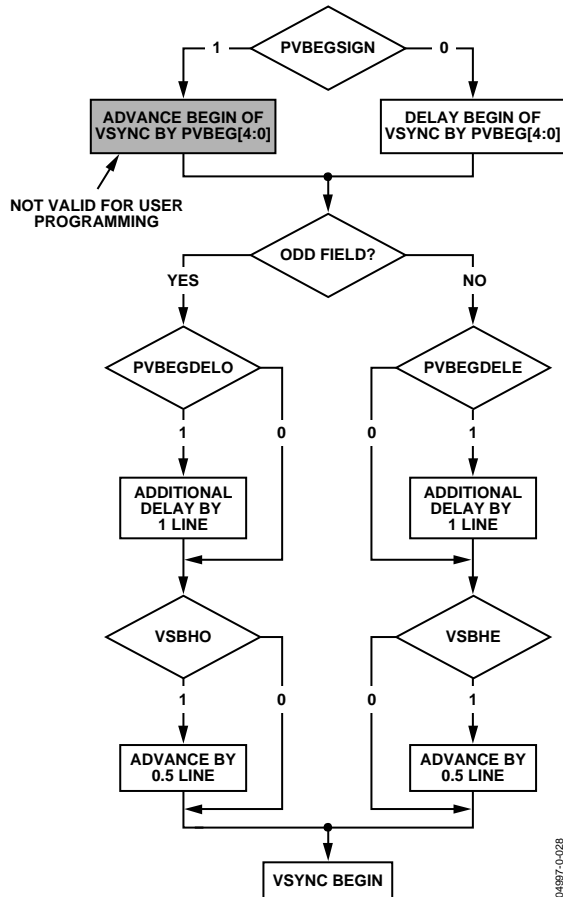 PVBEGSIGN
1
0
ADVANCE BEGIN OF
VSYNC BY PVBEG[4:0]
DELAY BEGIN OF
VSYNC BY PVBEG[4:0]
NOT VALID FOR USER
PROGRAMMING
ODD FIELD?
YES
NO
PVBEGDELO
PVBEGDELE
1
0
0
1
ADDITIONAL
DELAY BY
1 LINE
ADDITIONAL
DELAY BY
1 LINE
VSBHO
VSBHE
1
0
0
1
ADVANCE BY
0.5 LINE
ADVANCE BY
0.5 LINE
VSYNC BEGIN
04997-0-028